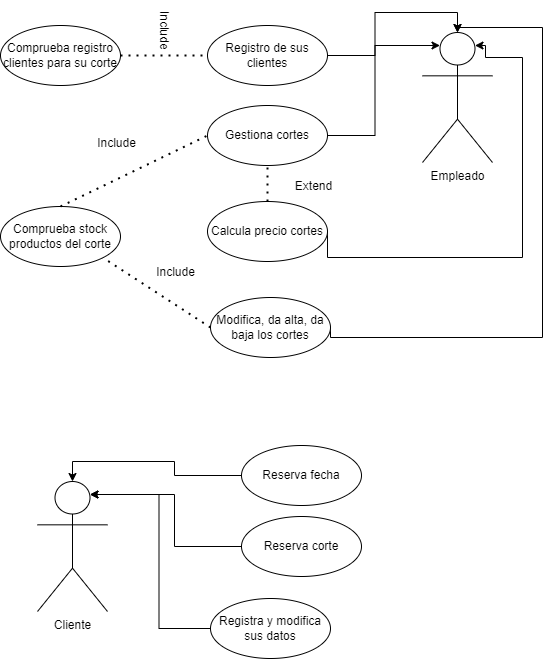 Comprueba registro
clientes para su corte
Include
Registro de sus
clientes
Include
Gestiona cortes
Empleado
Extend
Comprueba stock
productos del corte
Calcula precio cortes
Include
Modifica, da alta, da
baja los cortes
Reserva fecha
Reserva corte
Cliente
Registra y modifica
sus datos